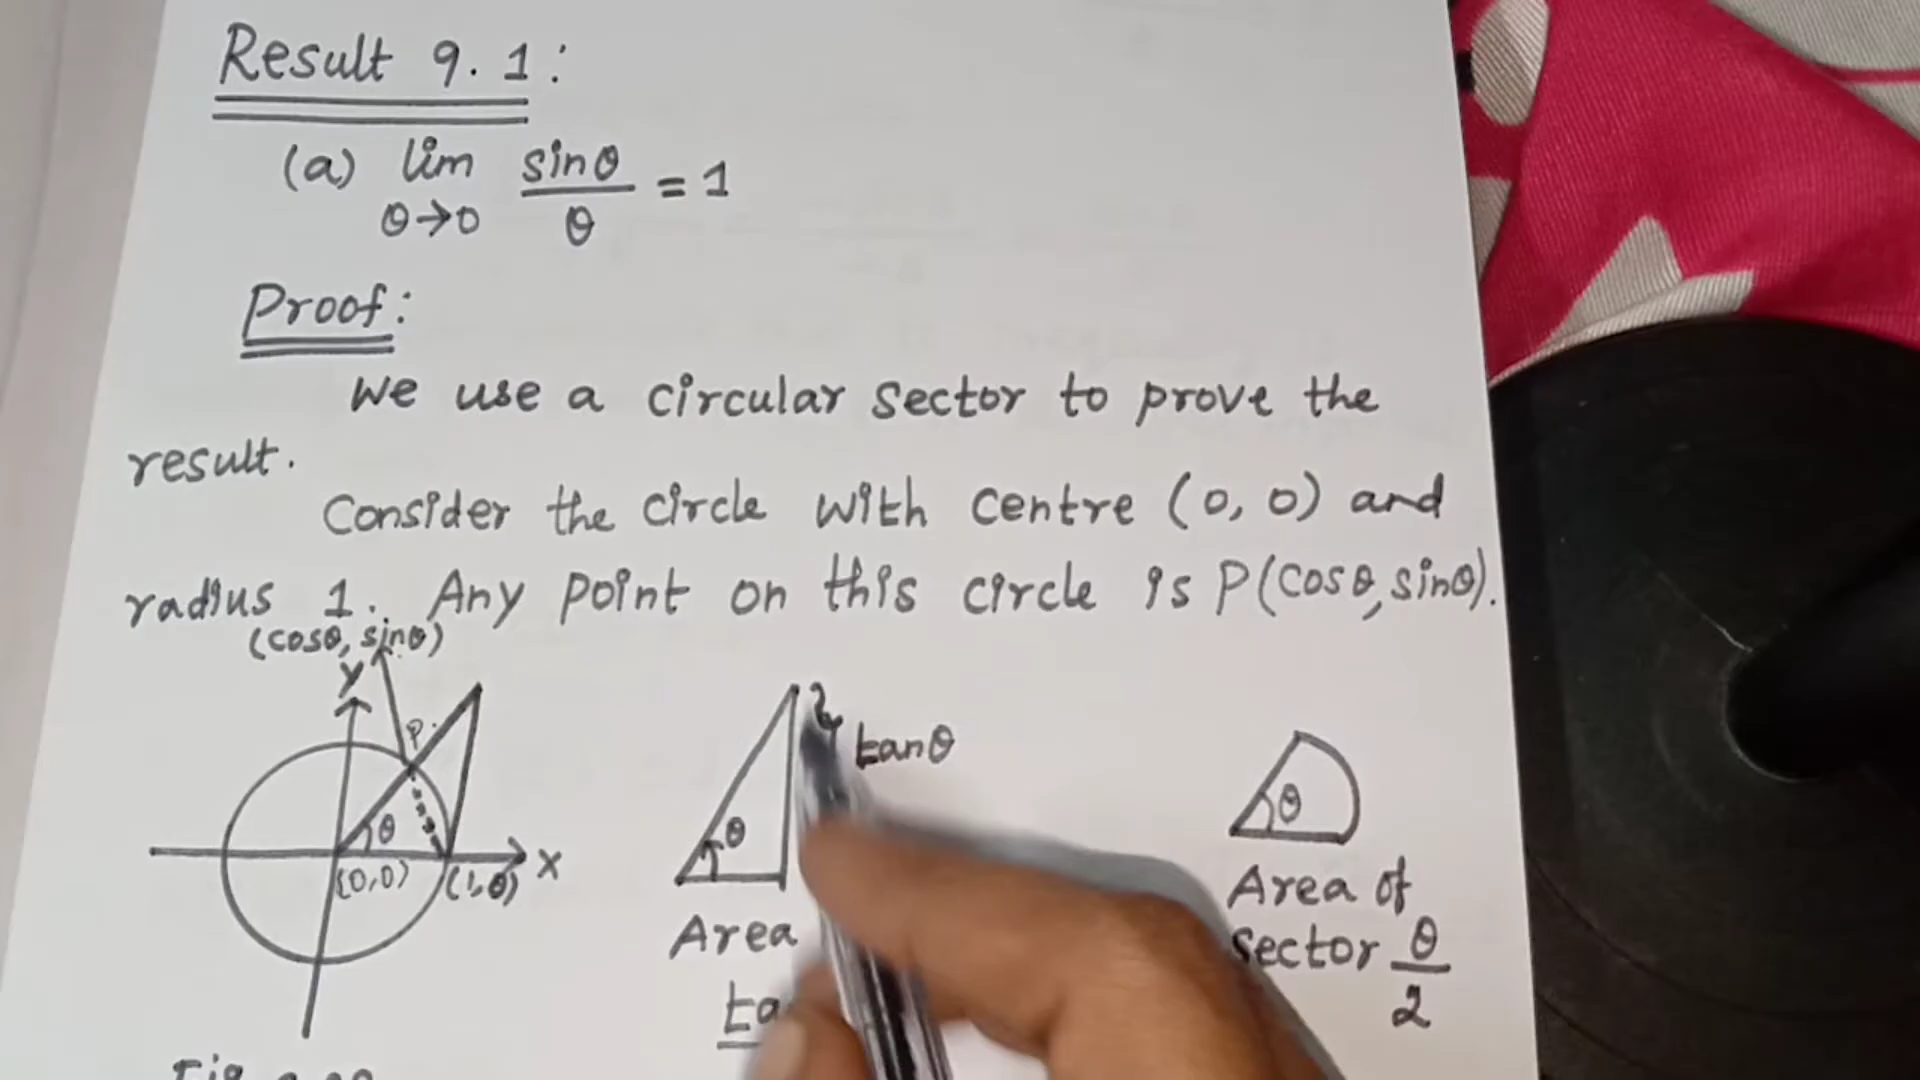 Result 9.1:
(a) lim sinθ = 1
θ→0 θ
Proof:
We use a circular sector to prove the
result.
Consider the circle with centre (0, 0) and
radius 1. Any point on this circle is P(cosθ, sinθ).
(cosθ, sinθ)
Y
P
θ
(0,0) (1,0) X
θ
tanθ
Area
θ
Area of
sector θ
2